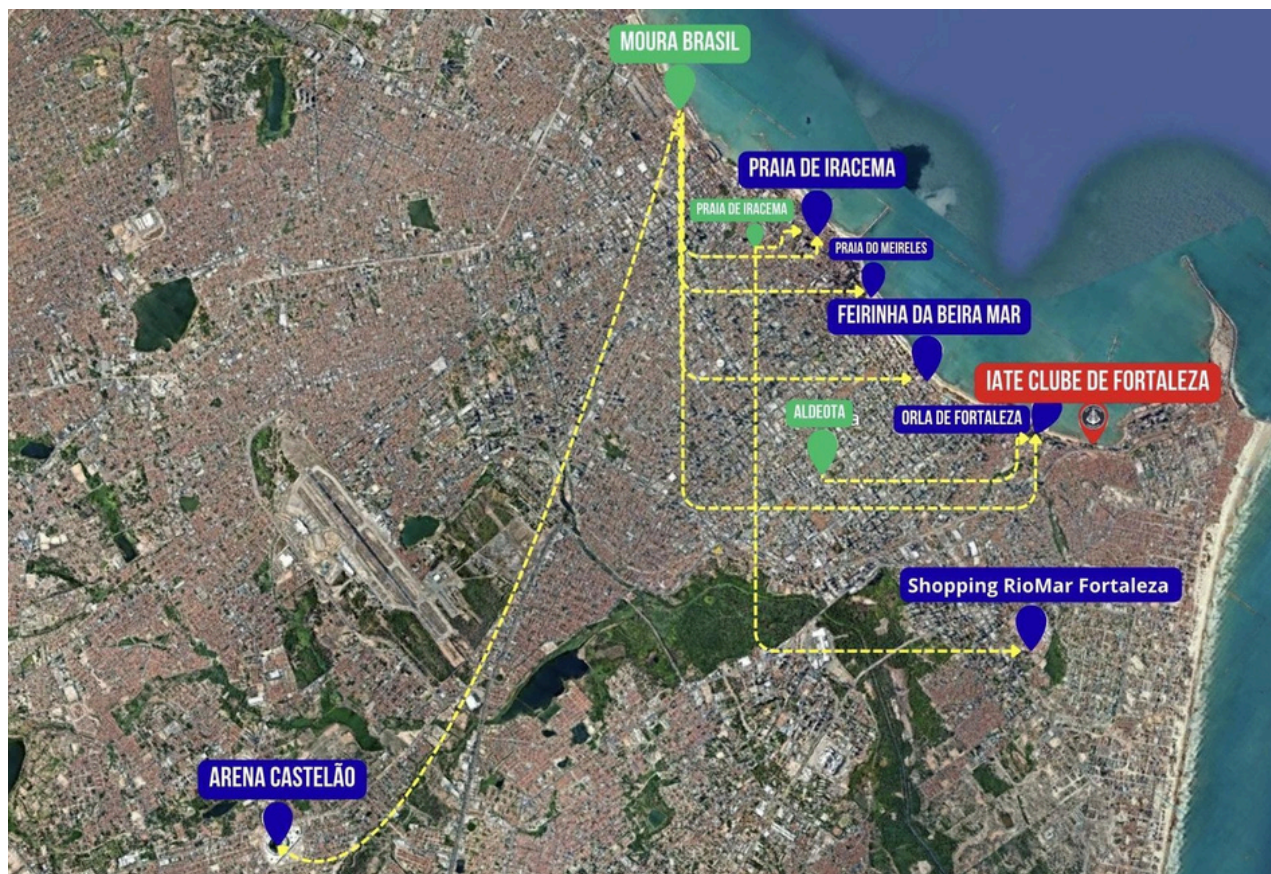 MOURA BRASIL
PRAIA DE IRACEMA
PRAIA DE IRACEMA
PRAIA DO MEIRELES
FEIRINHA DA BEIRA MAR
IATE CLUBE DE FORTALEZA
ALDEOTA
ORLA DE FORTALEZA
Shopping RioMar Fortaleza
ARENA CASTELÃO